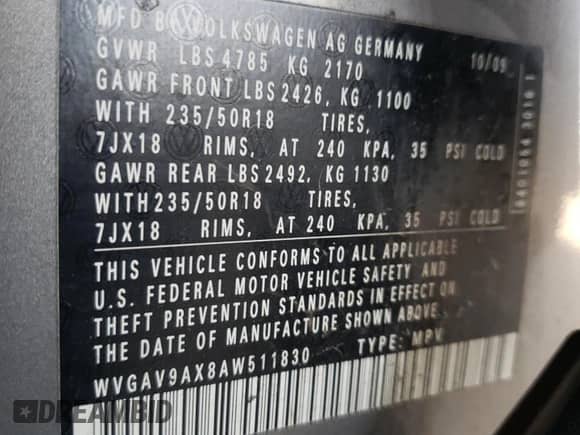 MFD BY VOLKSWAGEN AG GERMANY
10/09
GVWR LBS 4785 KG 2170
GAWR FRONT LBS 2426, KG 1100
WITH 235/50R18 TIRES,
7JX18 RIMS, AT 240 KPA, 35 PSI COLD
GAWR REAR LBS 2492, KG 1130
WITH 235/50R18 TIRES,
7JX18 RIMS, AT 240 KPA, 35 PSI COLD
THIS VEHICLE CONFORMS TO ALL APPLICABLE
U.S. FEDERAL MOTOR VEHICLE SAFETY AND
THEFT PREVENTION STANDARDS IN EFFECT ON
THE DATE OF MANUFACTURE SHOWN ABOVE.
WVGAV9AX8AW511830 TYPE: MPV
DREAMBID